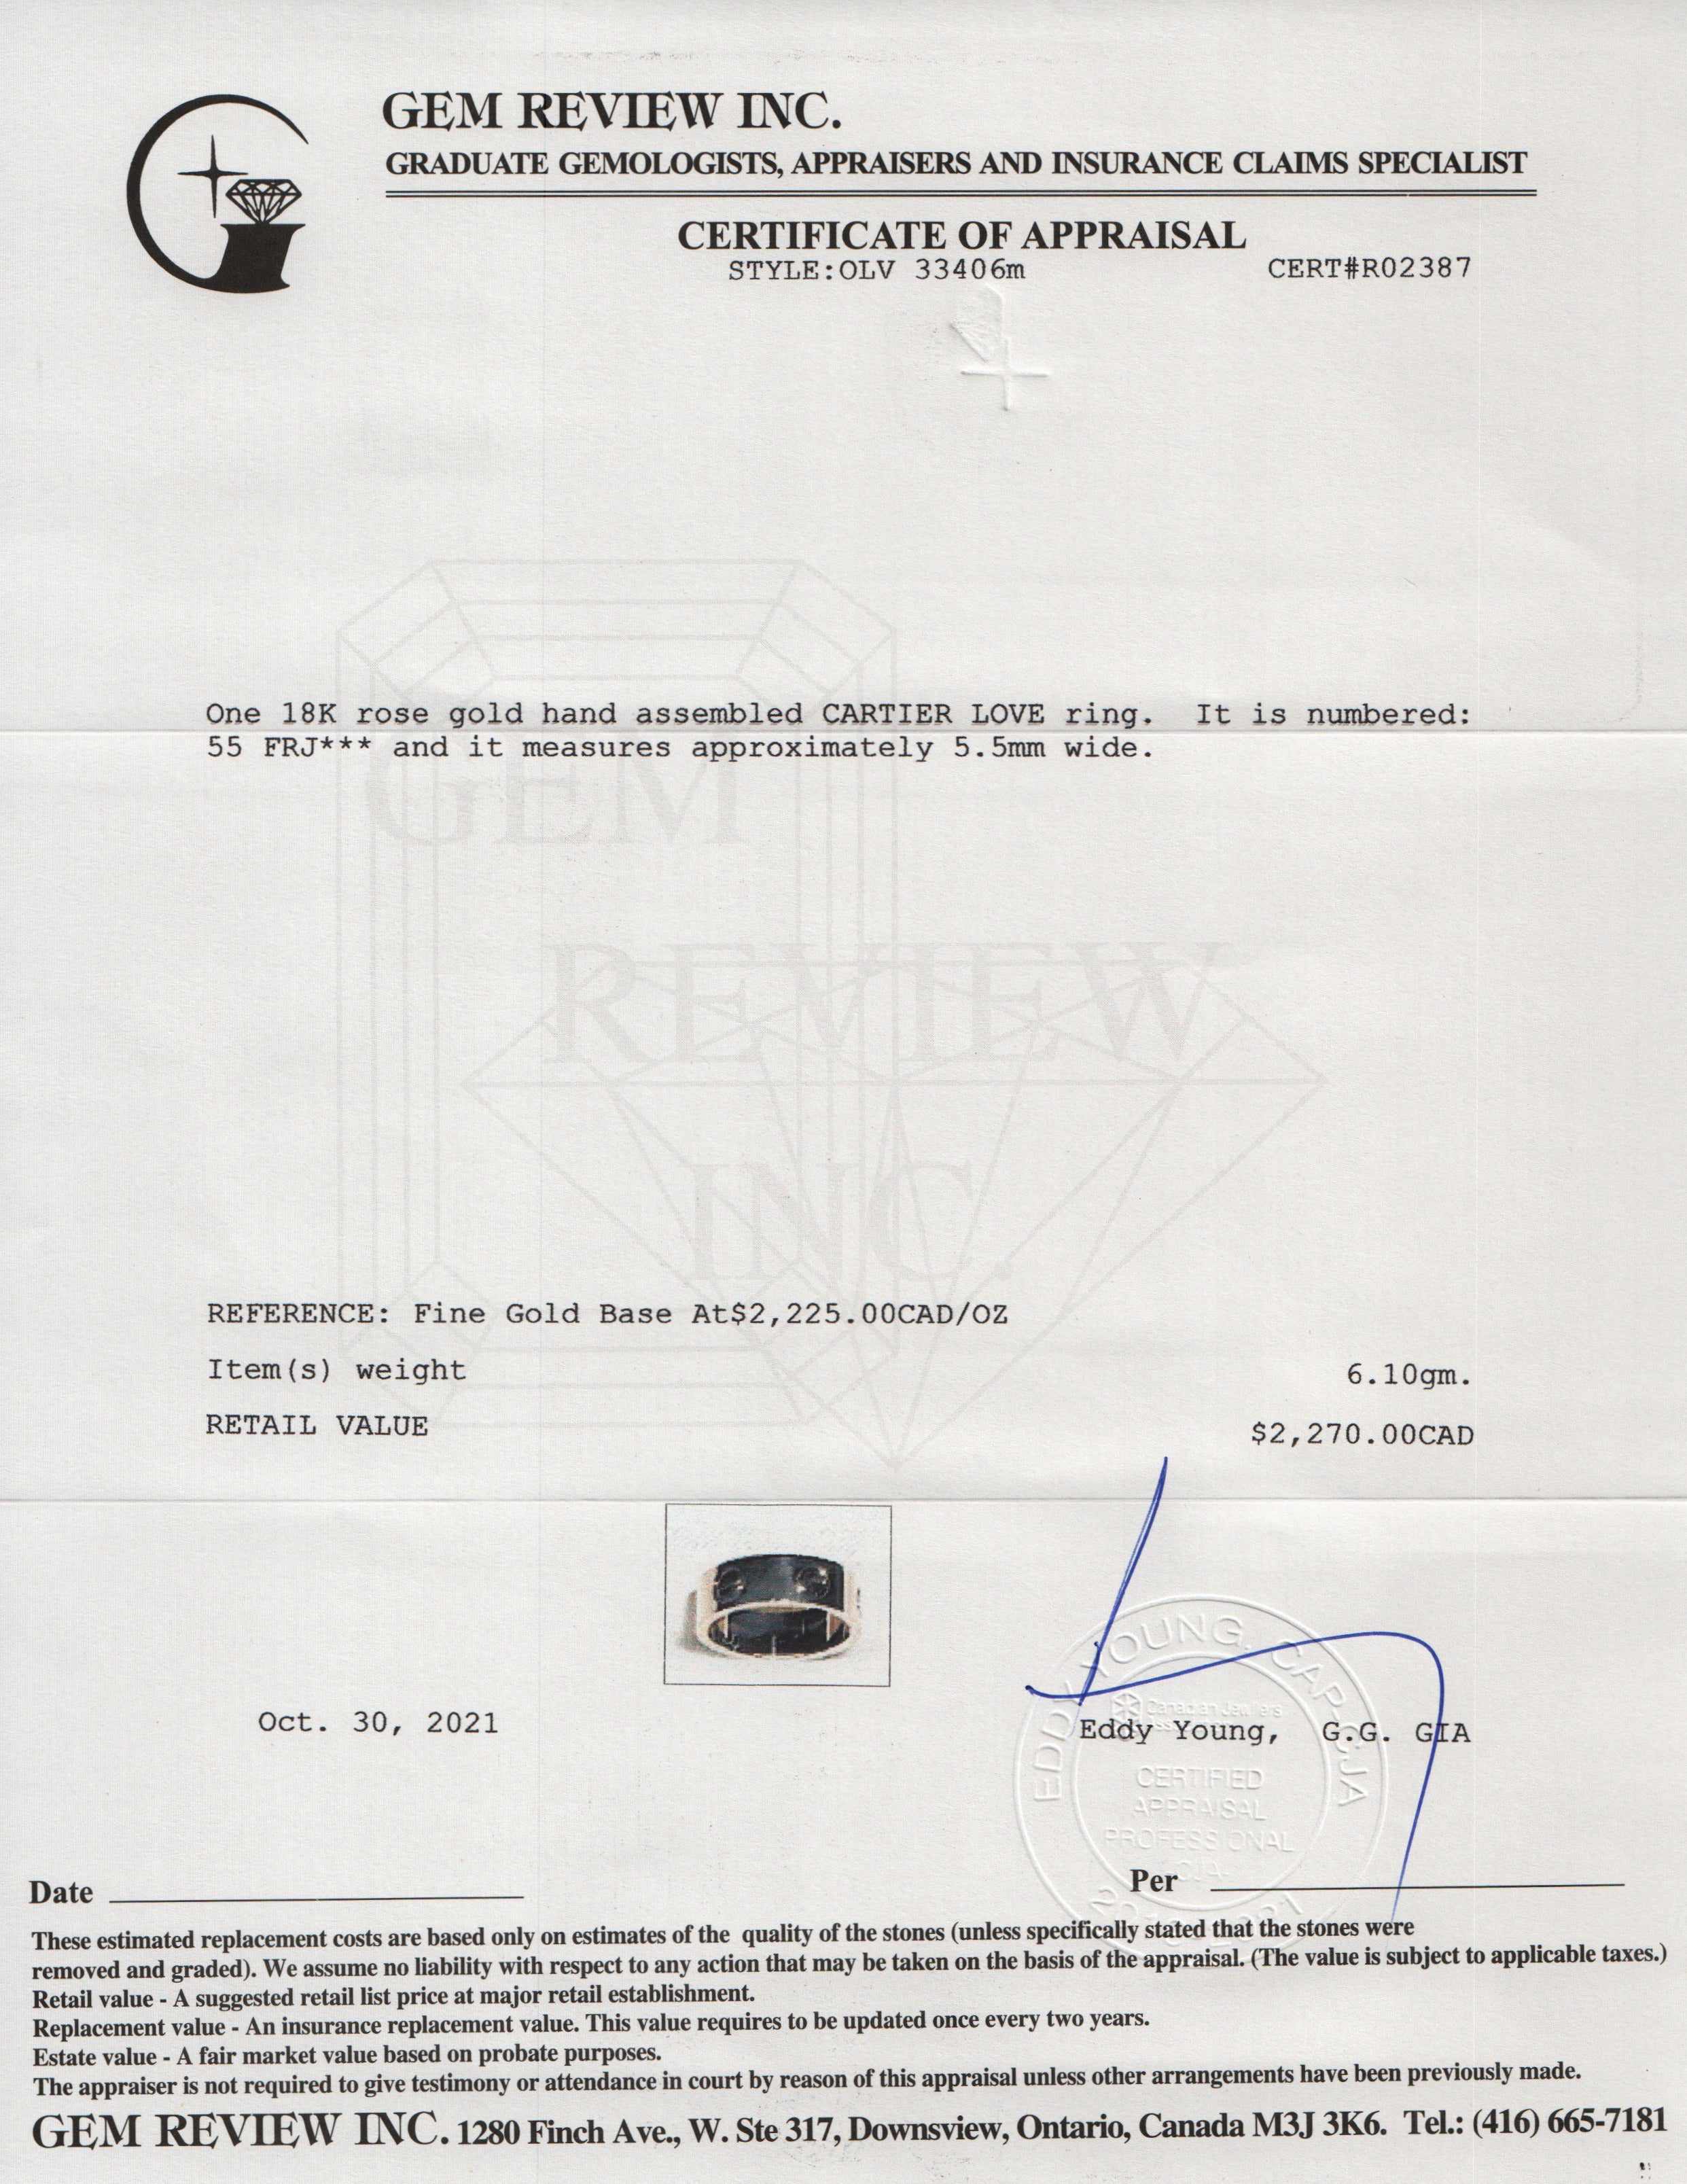 GEM REVIEW INC.
GRADUATE GEMOLOGISTS, APPRAISERS AND INSURANCE CLAIMS SPECIALIST
CERTIFICATE OF APPRAISAL
STYLE:OLV 33406m CERT#R02387
One 18K rose gold hand assembled CARTIER LOVE ring. It is numbered:
55 FRJ*** and it measures approximately 5.5mm wide.
GEM
REVIEW
INC.
REFERENCE: Fine Gold Base At$2,225.00CAD/OZ
Item(s) weight 6.10gm.
RETAIL VALUE $2,270.00CAD
EDDY YOUNG, CAP-CJA
Canadian Jewellers
Oct. 30, 2021
Eddy Young, G.G. GIA
CERTIFIED
APPRAISAL
PROFESSIONAL
CJA
Date
Per
These estimated replacement costs are based only on estimates of the quality of the stones (unless specifically stated that the stones were
removed and graded). We assume no liability with respect to any action that may be taken on the basis of the appraisal. (The value is subject to applicable taxes.)
Retail value - A suggested retail list price at major retail establishment.
Replacement value - An insurance replacement value. This value requires to be updated once every two years.
Estate value - A fair market value based on probate purposes.
The appraiser is not required to give testimony or attendance in court by reason of this appraisal unless other arrangements have been previously made.
GEM REVIEW INC. 1280 Finch Ave., W. Ste 317, Downsview, Ontario, Canada M3J 3K6. Tel.: (416) 665-7181